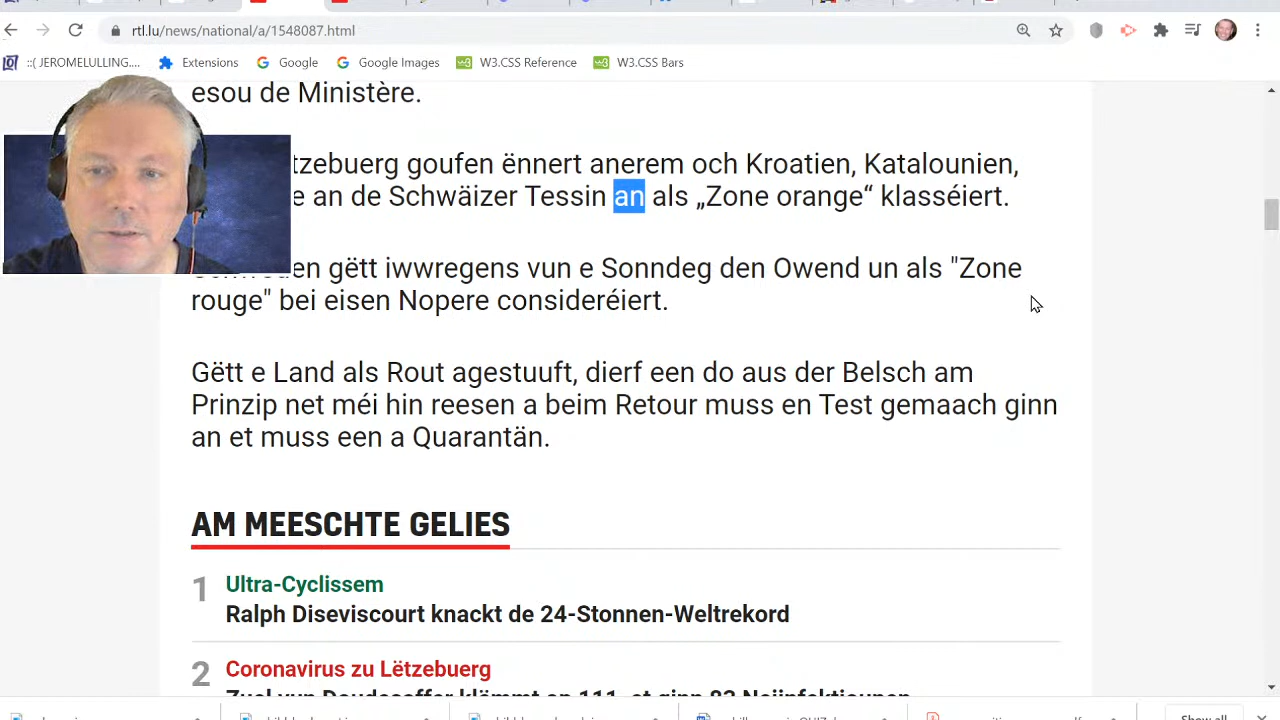 rtl.lu/news/national/a/1548087.html
::( JEROMELULLING.... Extensions Google Google Images W3.CSS Reference W3.CSS Bars
esou de Ministère.
tzebuerg goufen ënnert anerem och Kroatien, Katalounien,
e an de Schwäizer Tessin an als „Zone orange“ klasséiert.
en gëtt iwwregens vun e Sonndeg den Owend un als "Zone
rouge" bei eisen Nopere consideréiert.
Gëtt e Land als Rout agestuuft, dierf een do aus der Belsch am
Prinzip net méi hin reesen a beim Retour muss en Test gemaach ginn
an et muss een a Quarantän.
AM MEESCHTE GELIES
1 Ultra-Cyclissem
Ralph Diseviscourt knackt de 24-Stonnen-Weltrekord
2 Coronavirus zu Lëtzebuerg
Show all